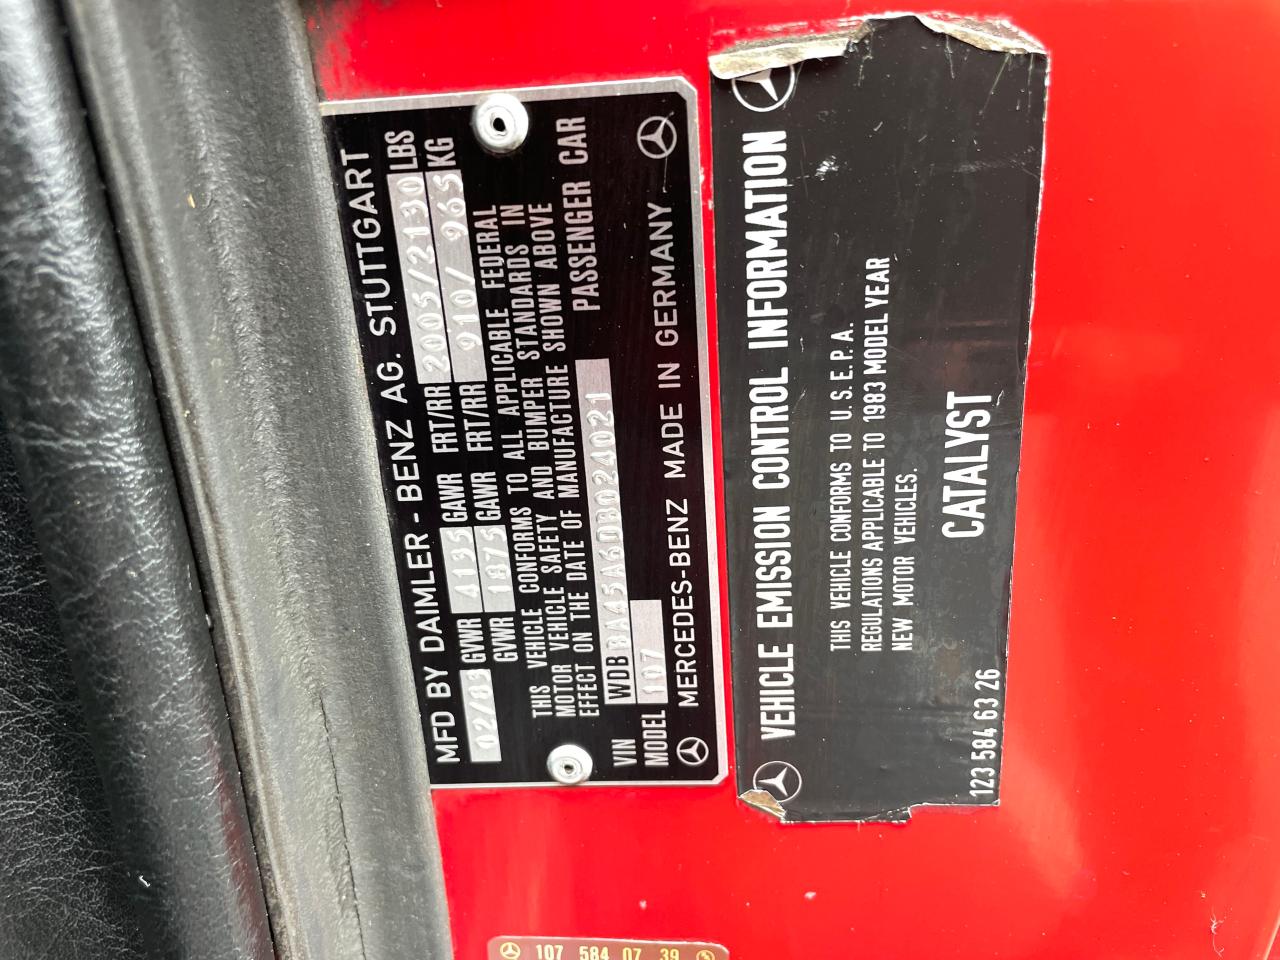 MFD BY DAIMLER-BENZ AG. STUTTGART
02/83 GVWR 4135 GAWR FRT/RR 2005/2130 LBS
GVWR 1875 GAWR FRT/RR 910/ 965 KG
THIS VEHICLE CONFORMS TO ALL APPLICABLE FEDERAL
MOTOR VEHICLE SAFETY AND BUMPER STANDARDS IN
EFFECT ON THE DATE OF MANUFACTURE SHOWN ABOVE
VIN WDB BA45A6DB024021 PASSENGER CAR
MODEL 107
MERCEDES-BENZ MADE IN GERMANY
VEHICLE EMISSION CONTROL INFORMATION
THIS VEHICLE CONFORMS TO U. S. E. P. A.
REGULATIONS APPLICABLE TO 1983 MODEL YEAR
NEW MOTOR VEHICLES.
CATALYST
123 584 63 26
107 584 07 39